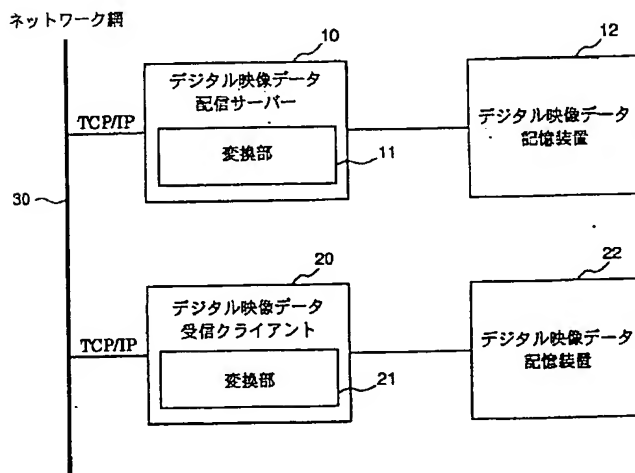 ネットワーク網
10
デジタル映像データ
配信サーバー
変換部
11
12
デジタル映像データ
記憶装置
TCP/IP
30
20
デジタル映像データ
受信クライアント
変換部
21
22
デジタル映像データ
記憶装置
TCP/IP